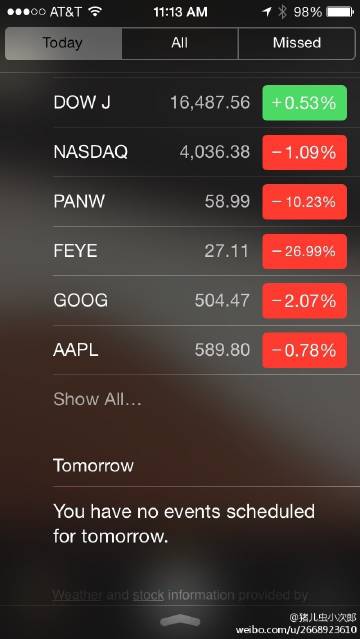 AT&T 11:13 AM 98%
Today All Missed
DOW J 16,487.56 +0.53%
NASDAQ 4,036.38 −1.09%
PANW 58.99 −10.23%
FEYE 27.11 −26.99%
GOOG 504.47 −2.07%
AAPL 589.80 −0.78%
Show All...
Tomorrow
You have no events scheduled
for tomorrow.
Weather and stock information provided by
@猪儿虫小次郎
weibo.com/u/2668923610